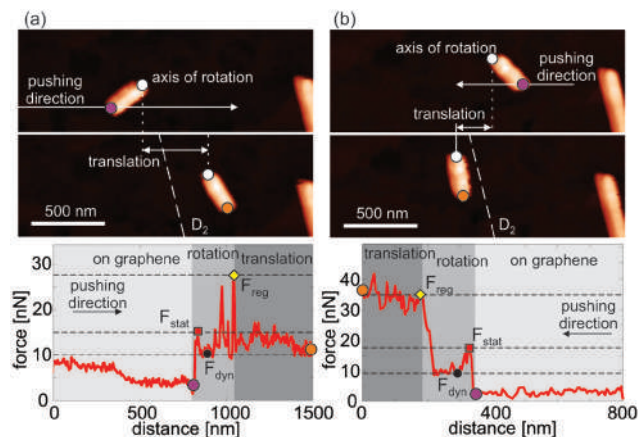 (a)
axis of rotation
pushing
direction
translation
500 nm
D2
on graphene
rotation
translation
pushing
direction
Fstat
Freg
Fdyn
force [nN]
30
20
10
0
0
500
1000
1500
distance [nm]
(b)
axis of rotation
pushing
direction
translation
500 nm
D2
translation
rotation
on graphene
Freg
pushing
direction
Fstat
Fdyn
force [nN]
40
30
20
10
0
0
400
600
800
distance [nm]